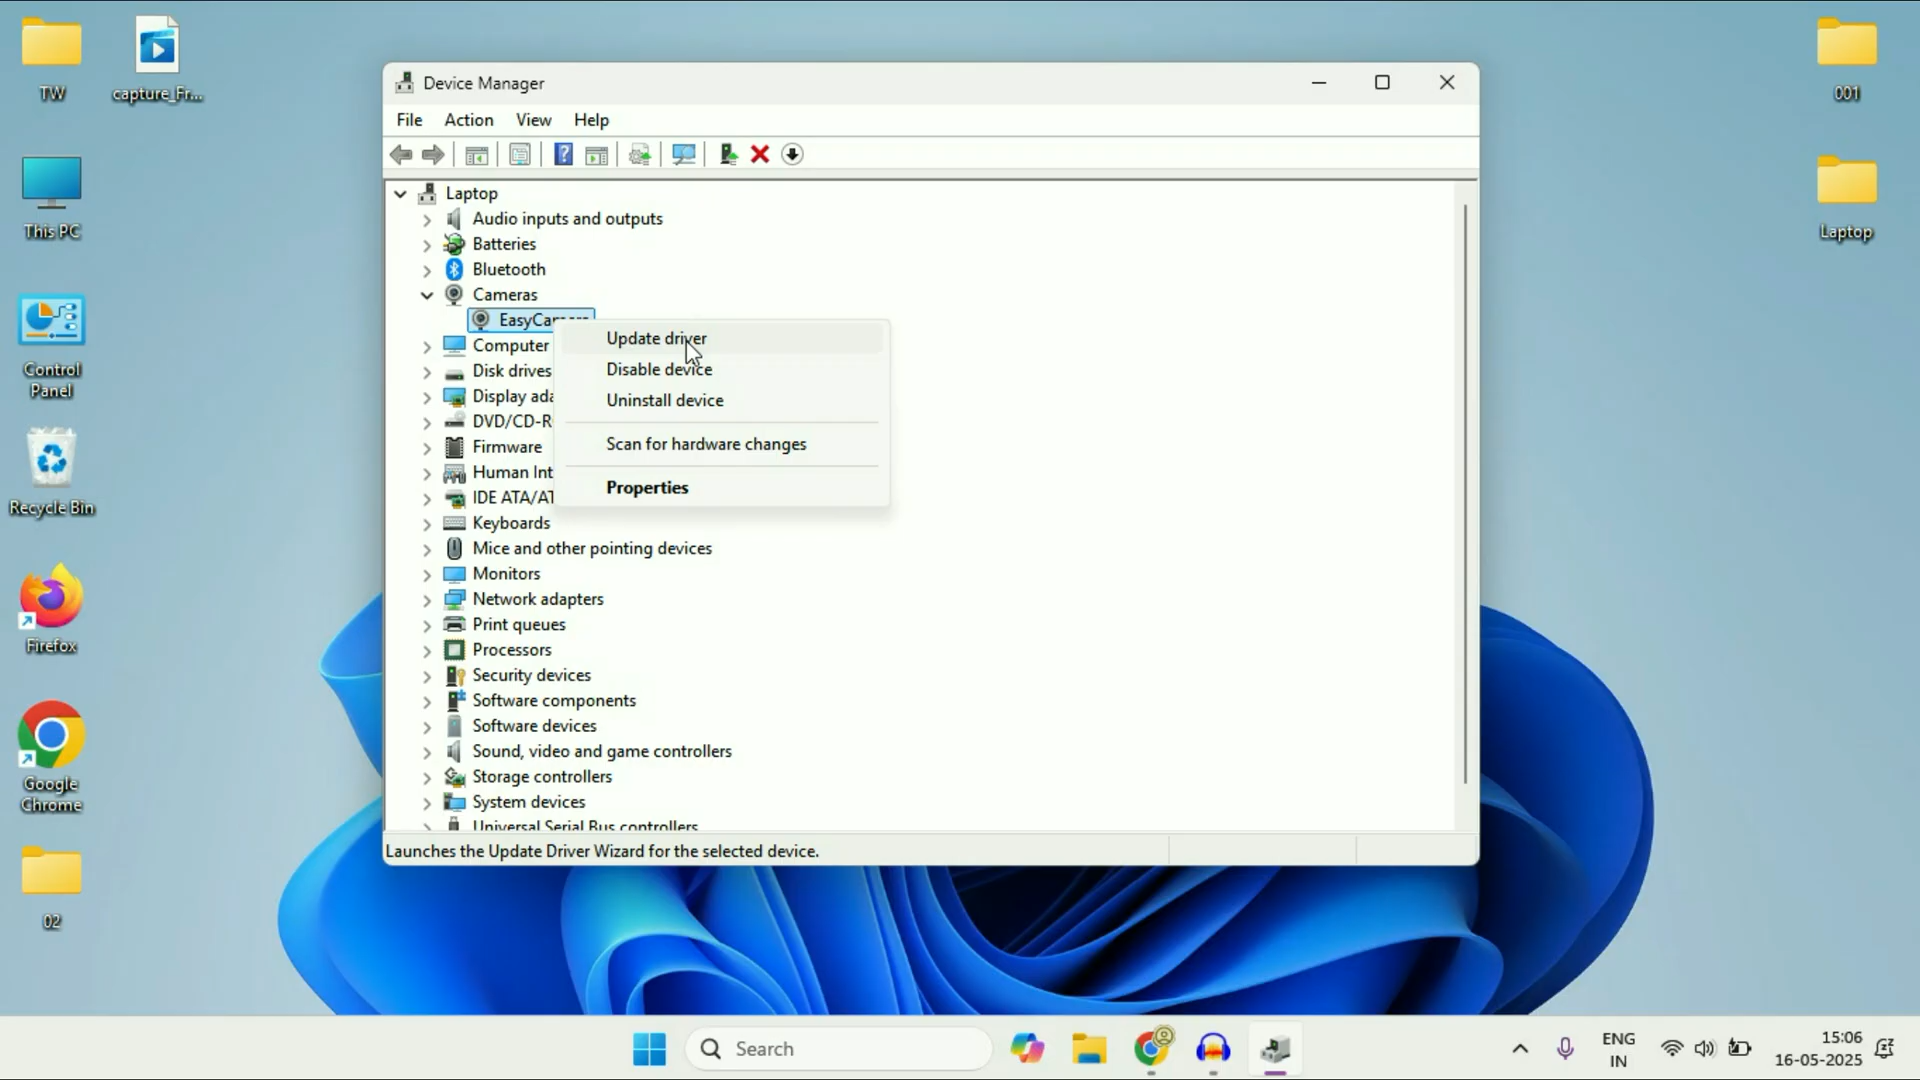 TW
capture_Fr...
This PC
Control
Panel
Recycle Bin
Firefox
Google
Chrome
02
001
Laptop
Device Manager
File Action View Help
Laptop
Audio inputs and outputs
Batteries
Bluetooth
Cameras
EasyCamera
Update driver
Disable device
Uninstall device
Scan for hardware changes
Properties
Computer
Disk drives
Display ada
DVD/CD-R
Firmware
Human Int
IDE ATA/AT
Keyboards
Mice and other pointing devices
Monitors
Network adapters
Print queues
Processors
Security devices
Software components
Software devices
Sound, video and game controllers
Storage controllers
System devices
Universal Serial Bus controllers
Launches the Update Driver Wizard for the selected device.
Search
ENG
IN
15:06
16-05-2025